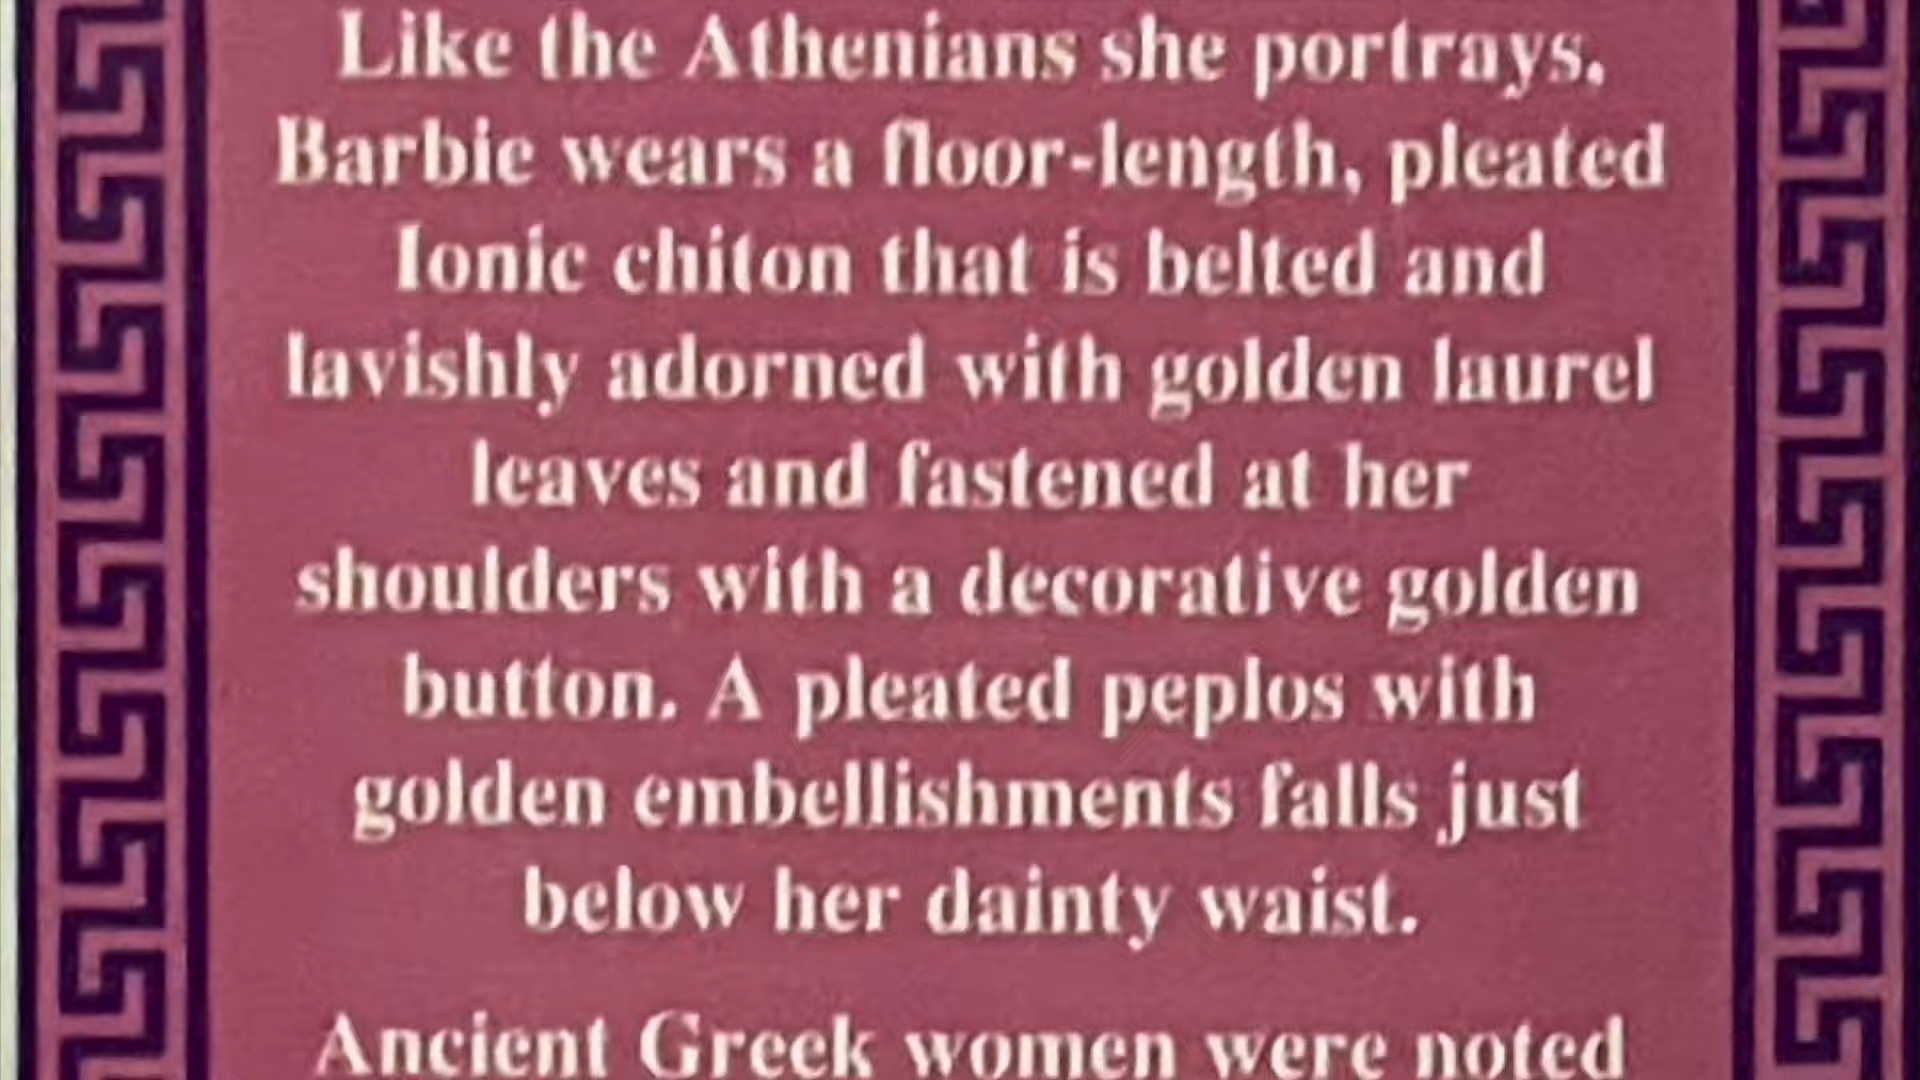 Like the Athenians she portrays,
Barbie wears a floor-length, pleated
Ionic chiton that is belted and
lavishly adorned with golden laurel
leaves and fastened at her
shoulders with a decorative golden
button. A pleated peplos with
golden embellishments falls just
below her dainty waist.
Ancient Greek women were noted